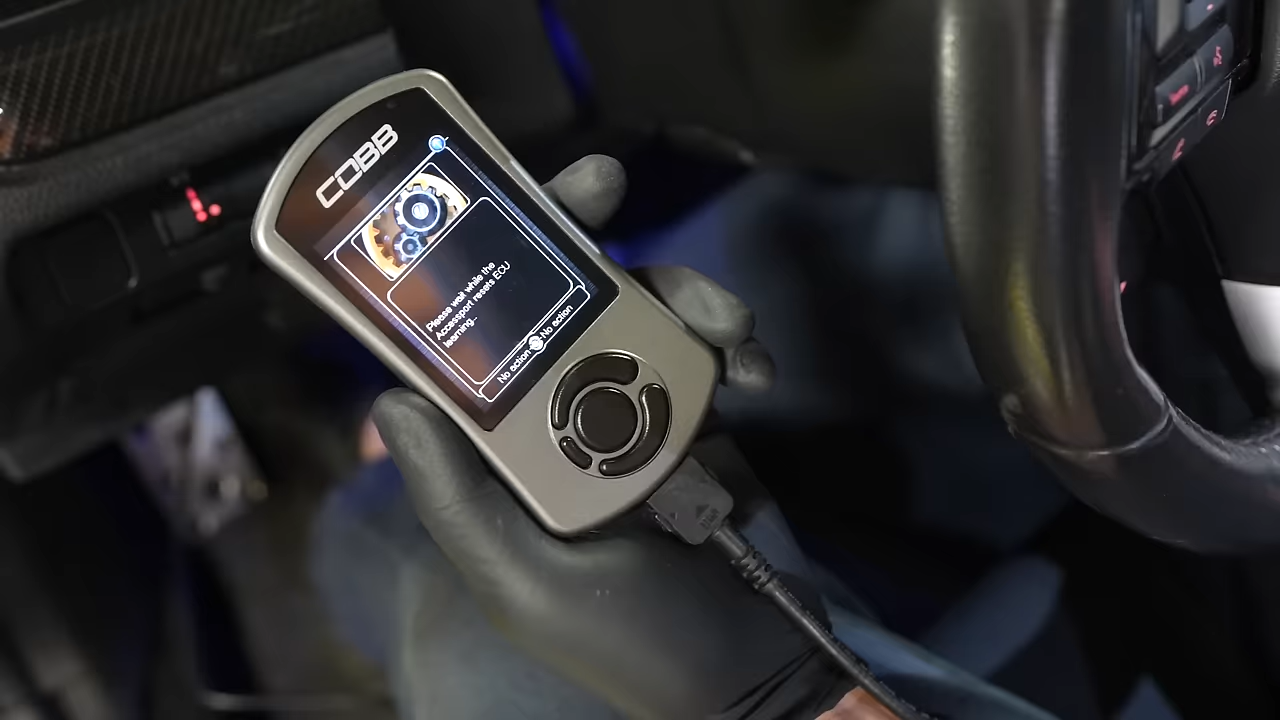 COBB
Please wait while the
Accessport resets ECU
learning...
No action
No action